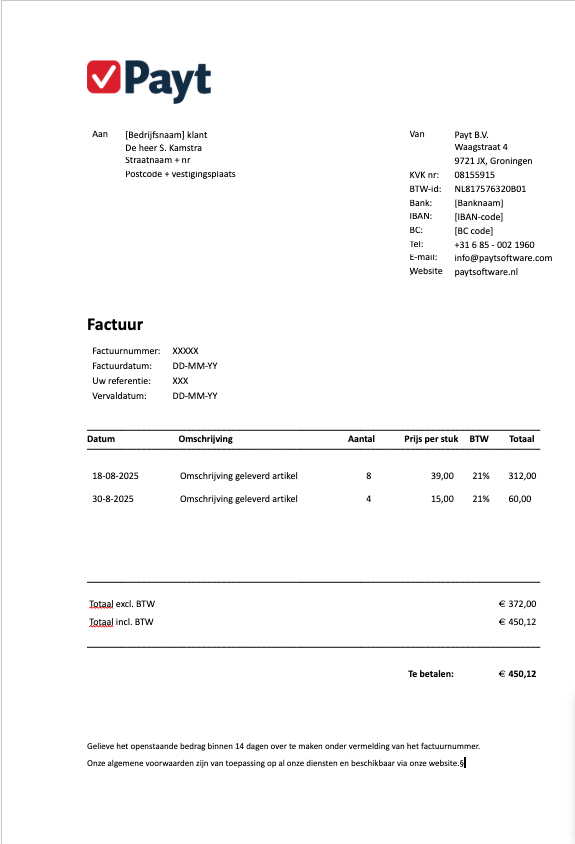 Payt
Aan [Bedrijfsnaam] klant
De heer S. Kamstra
Straatnaam + nr
Postcode + vestigingsplaats
Van Payt B.V.
Waagstraat 4
9721 JX, Groningen
KVK nr: 08155915
BTW-id: NL817576320B01
Bank: [Banknaam]
IBAN: [IBAN-code]
BC: [BC code]
Tel: +31 6 85 - 002 1960
E-mail: info@paytsoftware.com
Website paytsoftware.nl
Factuur
Factuurnummer: XXXXX
Factuurdatum: DD-MM-YY
Uw referentie: XXX
Vervaldatum: DD-MM-YY
Datum Omschrijving Aantal Prijs per stuk BTW Totaal
18-08-2025 Omschrijving geleverd artikel 8 39,00 21% 312,00
30-8-2025 Omschrijving geleverd artikel 4 15,00 21% 60,00
Totaal excl. BTW € 372,00
Totaal incl. BTW € 450,12
Te betalen: € 450,12
Gelieve het openstaande bedrag binnen 14 dagen over te maken onder vermelding van het factuurnummer.
Onze algemene voorwaarden zijn van toepassing op al onze diensten en beschikbaar via onze website.§